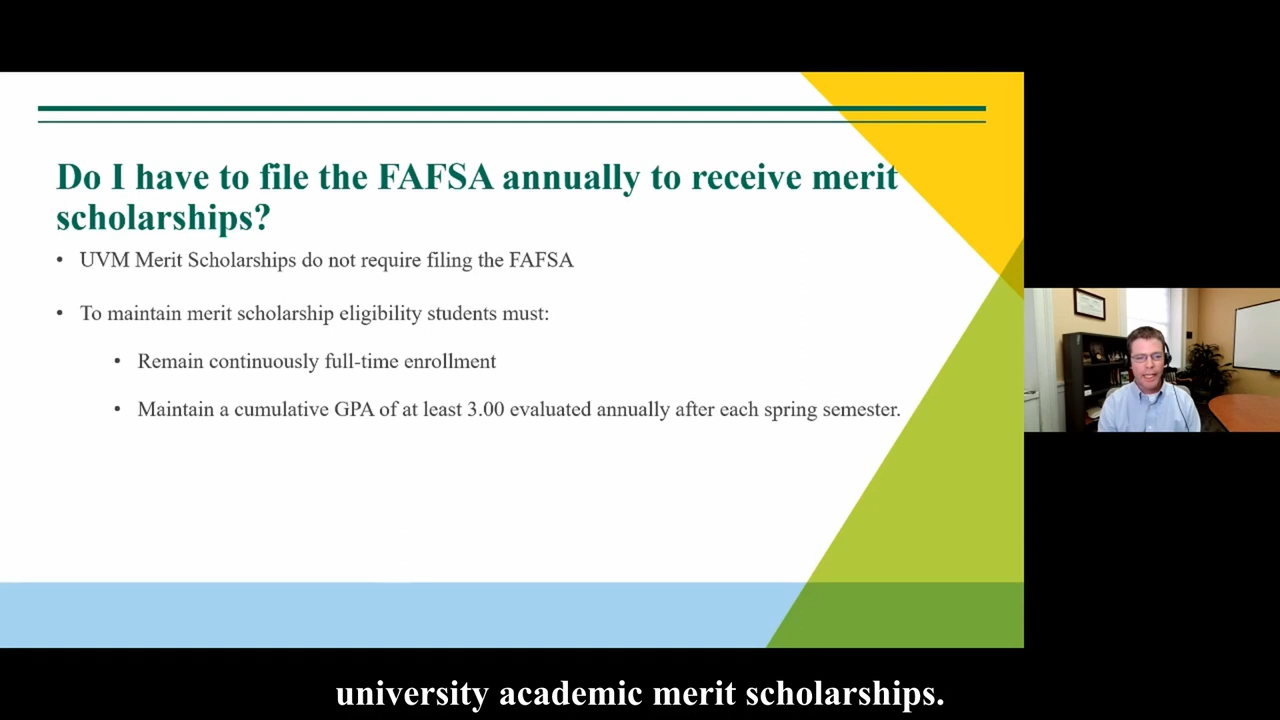 Do I have to file the FAFSA annually to receive merit
scholarships?
• UVM Merit Scholarships do not require filing the FAFSA
• To maintain merit scholarship eligibility students must:
• Remain continuously full-time enrollment
• Maintain a cumulative GPA of at least 3.00 evaluated annually after each spring semester.
university academic merit scholarships.